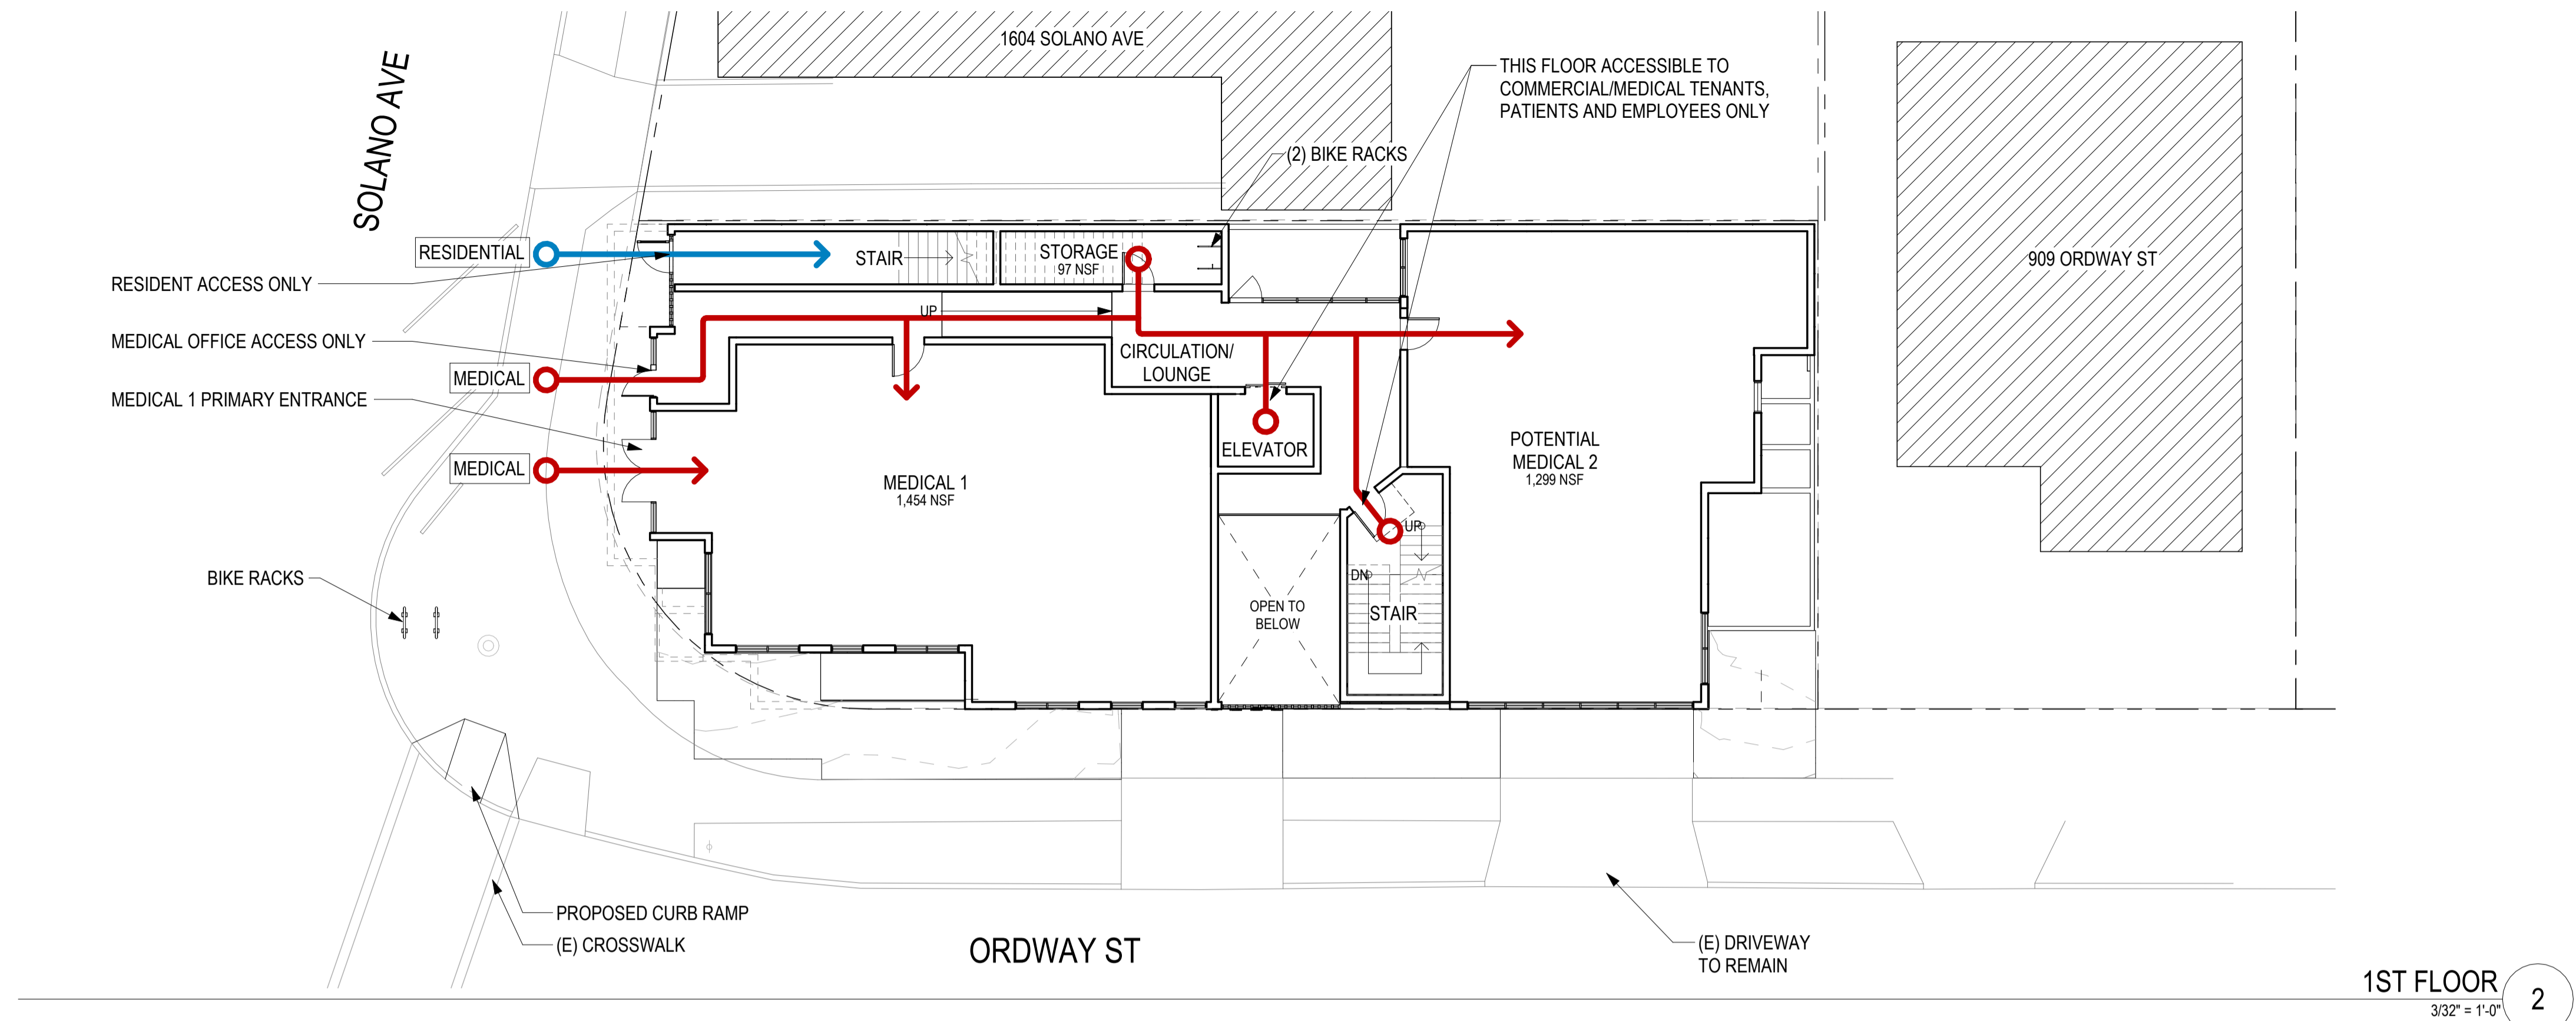 1604 SOLANO AVE
SOLANO AVE
THIS FLOOR ACCESSIBLE TO
COMMERCIAL/MEDICAL TENANTS,
PATIENTS AND EMPLOYEES ONLY
(2) BIKE RACKS
RESIDENTIAL
STAIR
STORAGE
97 NSF
909 ORDWAY ST
RESIDENT ACCESS ONLY
UP
MEDICAL OFFICE ACCESS ONLY
CIRCULATION/
LOUNGE
MEDICAL
MEDICAL 1 PRIMARY ENTRANCE
ELEVATOR
POTENTIAL
MEDICAL 2
1,299 NSF
MEDICAL
MEDICAL 1
1,454 NSF
UP
DN
BIKE RACKS
OPEN TO
BELOW
STAIR
PROPOSED CURB RAMP
(E) CROSSWALK
ORDWAY ST
(E) DRIVEWAY
TO REMAIN
1ST FLOOR
3/32" = 1'-0"
2